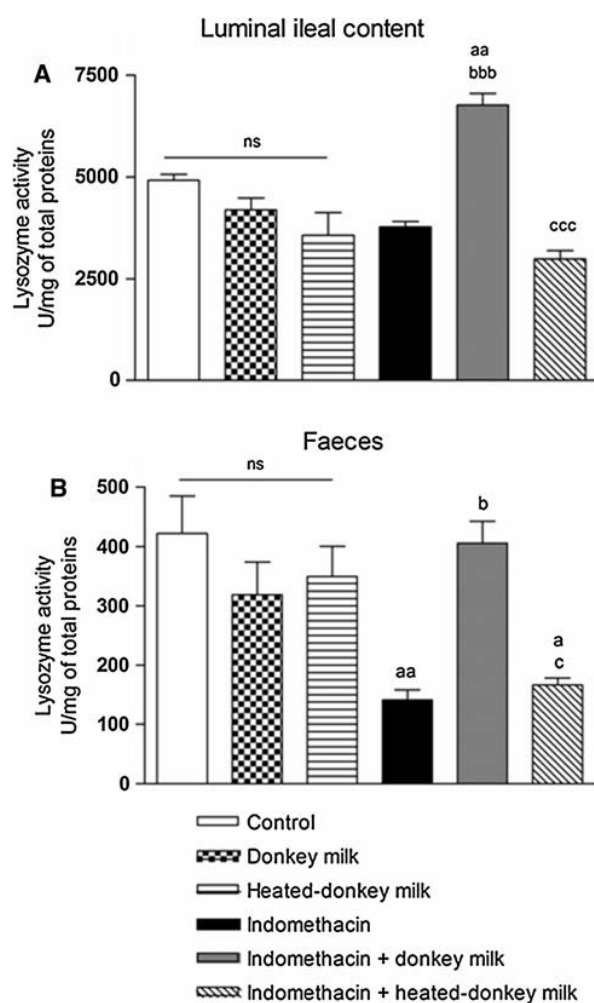 Luminal ileal content
A
Lysozyme activity
U/mg of total proteins
7500
5000
2500
0
ns
aa
bbb
ccc
Faeces
B
Lysozyme activity
U/mg of total proteins
500
400
300
200
100
0
ns
aa
b
a
c
Control
Donkey milk
Heated-donkey milk
Indomethacin
Indomethacin + donkey milk
Indomethacin + heated-donkey milk